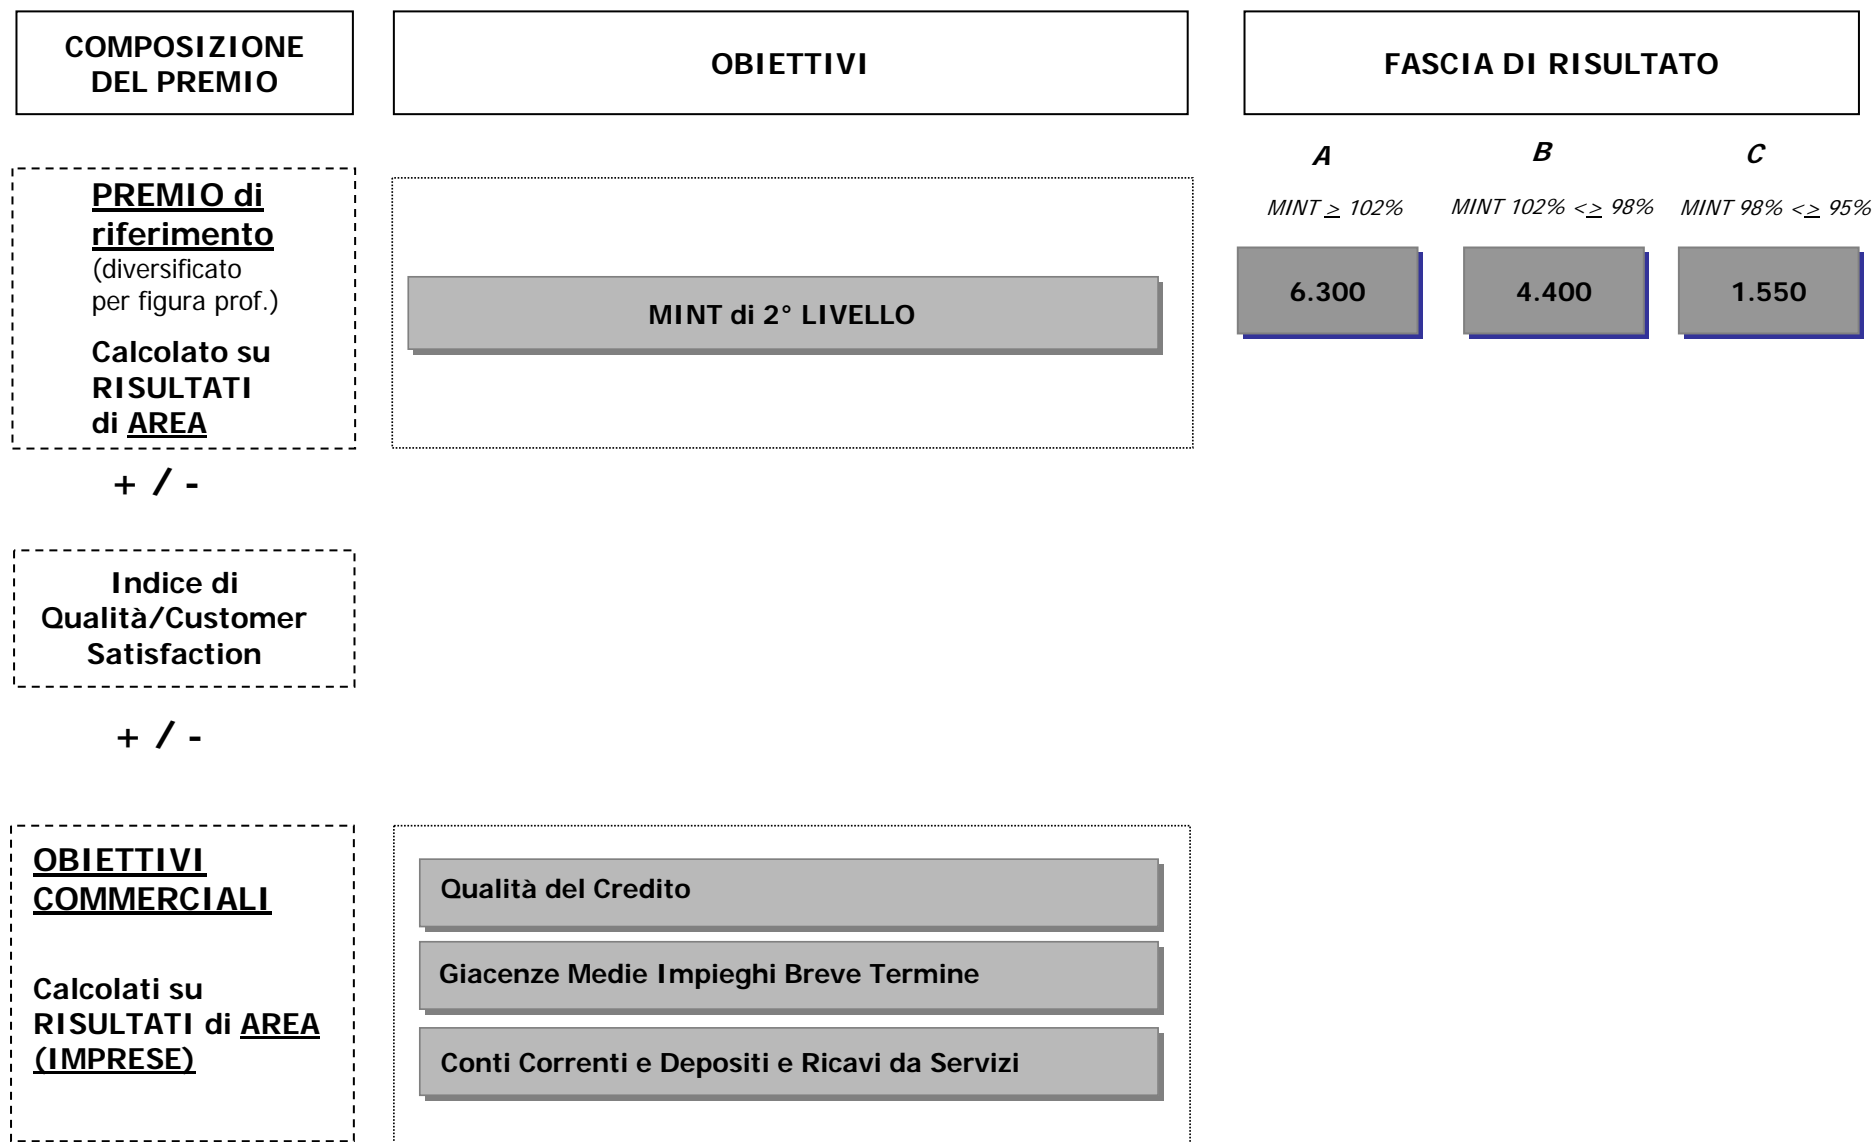 COMPOSIZIONE
DEL PREMIO
OBIETTIVI
FASCIA DI RISULTATO
A
B
C
MINT ≥ 102%
MINT 102% <≥ 98%
MINT 98% <≥ 95%
PREMIO di
riferimento
(diversificato
per figura prof.)
Calcolato su
RISULTATI
di AREA
MINT di 2° LIVELLO
6.300
4.400
1.550
+ / -
Indice di
Qualità/Customer
Satisfaction
+ / -
OBIETTIVI
COMMERCIALI
Calcolati su
RISULTATI di AREA
(IMPRESE)
Qualità del Credito
Giacenze Medie Impieghi Breve Termine
Conti Correnti e Depositi e Ricavi da Servizi